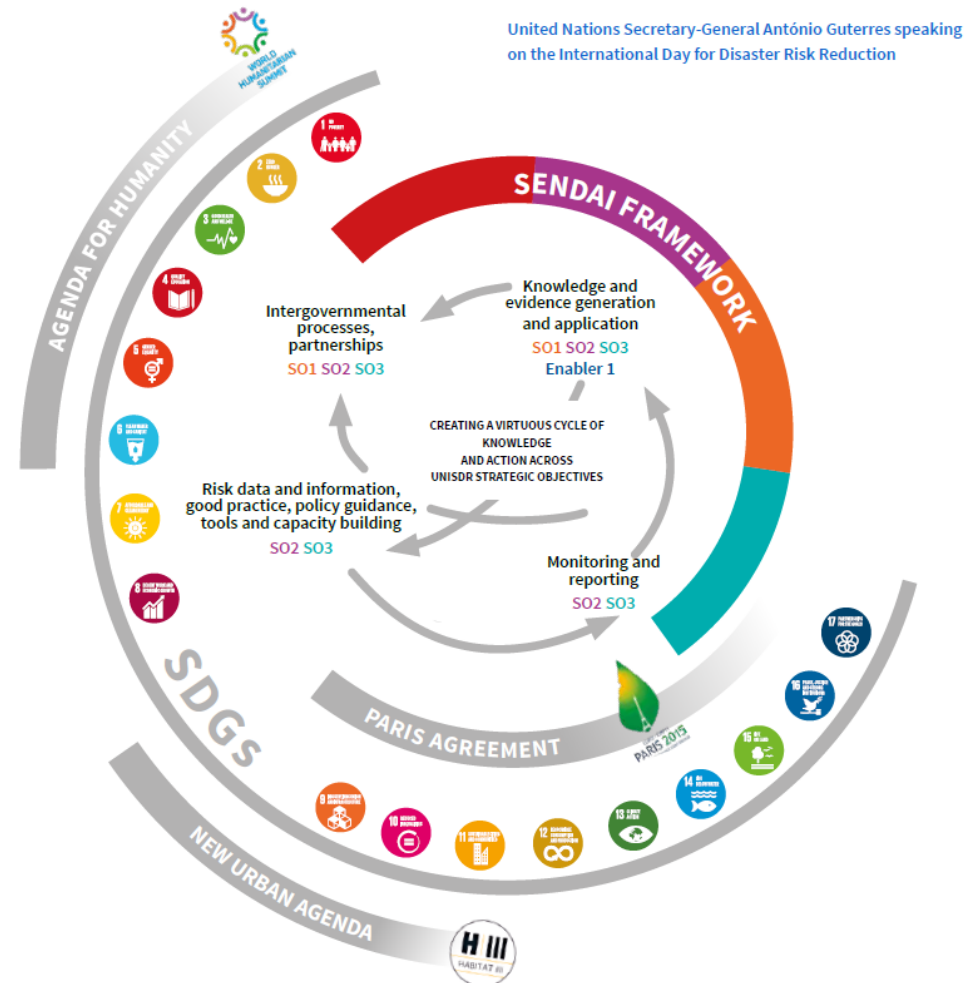 United Nations Secretary-General António Guterres speaking
on the International Day for Disaster Risk Reduction
WORLD
HUMANITARIAN
SUMMIT
AGENDA FOR HUMANITY
SENDAI FRAMEWORK
1
2
3
4
5
6
7
8
Knowledge and
evidence generation
and application
SO1 SO2 SO3
Enabler 1
Intergovernmental
processes,
partnerships
SO1 SO2 SO3
CREATING A VIRTUOUS CYCLE OF
KNOWLEDGE
AND ACTION ACROSS
UNISDR STRATEGIC OBJECTIVES
Risk data and information,
good practice, policy guidance,
tools and capacity building
SO2 SO3
Monitoring and
reporting
SO2 SO3
SDGs
PARIS AGREEMENT
PARIS 2015
9
10
11
12
13
14
15
16
17
NEW URBAN AGENDA
H III
HABITAT III